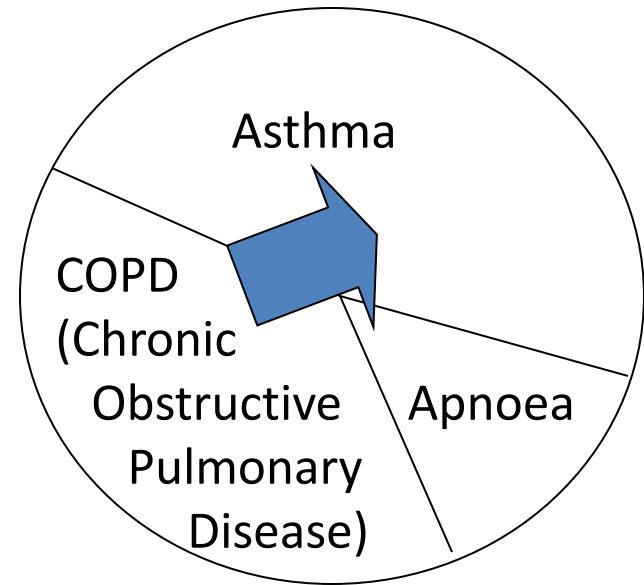 Asthma
COPD
(Chronic
Obstructive
Pulmonary
Disease)
Apnoea